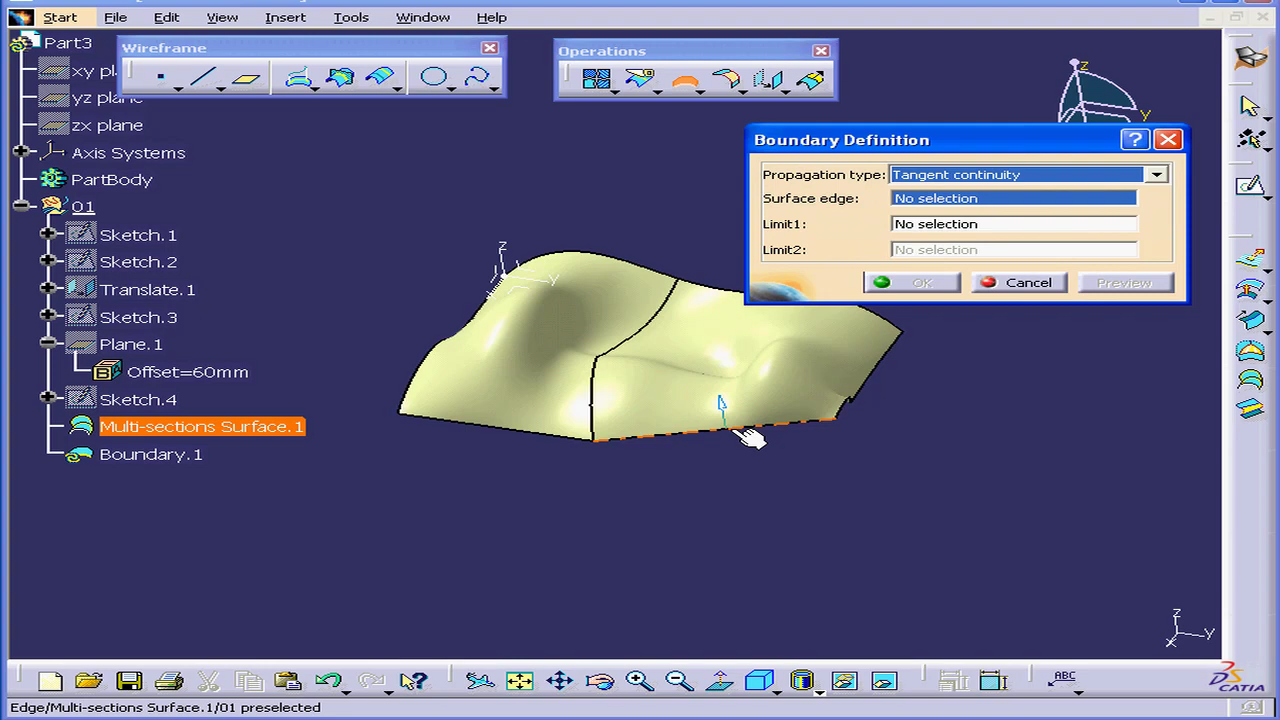 Start File Edit View Insert Tools Window Help
Part3
Wireframe
Operations
xy pl
yz plane
zx plane
Axis Systems
PartBody
01
Sketch.1
Sketch.2
Translate.1
Sketch.3
Plane.1
Offset=60mm
Sketch.4
Multi-sections Surface.1
Boundary.1
z
y
z
y
Boundary Definition
Propagation type: Tangent continuity
Surface edge: No selection
Limit1: No selection
Limit2: No selection
OK Cancel Preview
z
y
x
ABC
CATIA
Edge/Multi-sections Surface.1/01 preselected